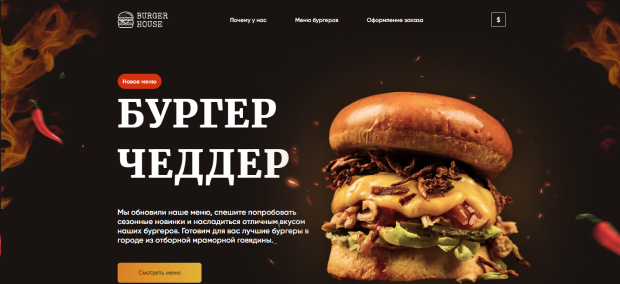 BURGER
HOUSE
Почему у нас
Меню бургеров
Оформление заказа
$
Новое меню
БУРГЕР
ЧЕДДЕР
Мы обновили наше меню, спешите попробовать
сезонные новинки и насладиться отличным,вкусом
наших бургеров. Готовим для вас лучшие бургеры в
городе из отборной мраморной говядины.
Смотреть меню